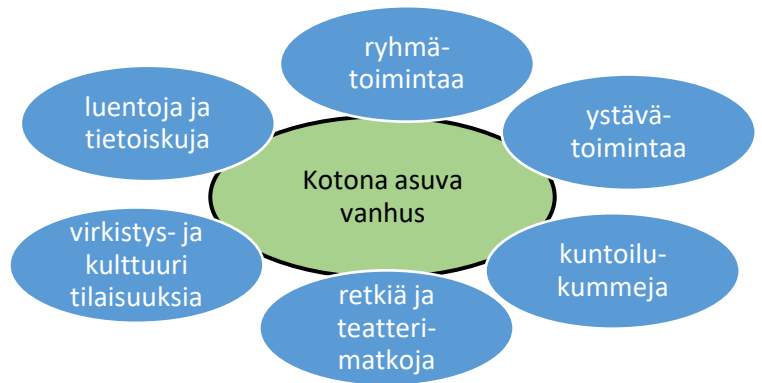 ryhmä-
toimintaa
luentoja ja
tietoiskuja
ystävä-
toimintaa
Kotona asuva
vanhus
virkistys- ja
kulttuuri
tilaisuuksia
kuntoilu-
kummeja
retkiä ja
teatteri-
matkoja